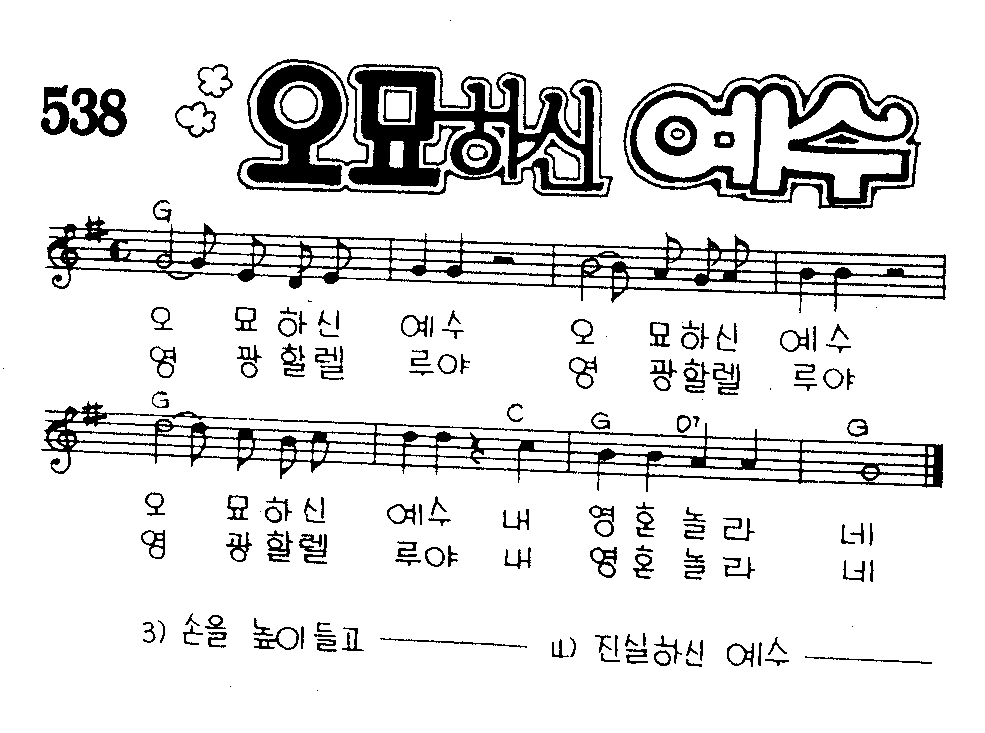 538 오묘하신 예수
G
오 묘 하 신 예 수 오 묘 하 신 예 수
영 광 할 렐 루 야 영 광 할 렐 루 야
G C G D7 G
오 묘 하 신 예 수 내 영 혼 놀 라 네
영 광 할 렐 루 야 내 영 혼 놀 라 네
3) 손을 높이 들고 4) 진실하신 예수